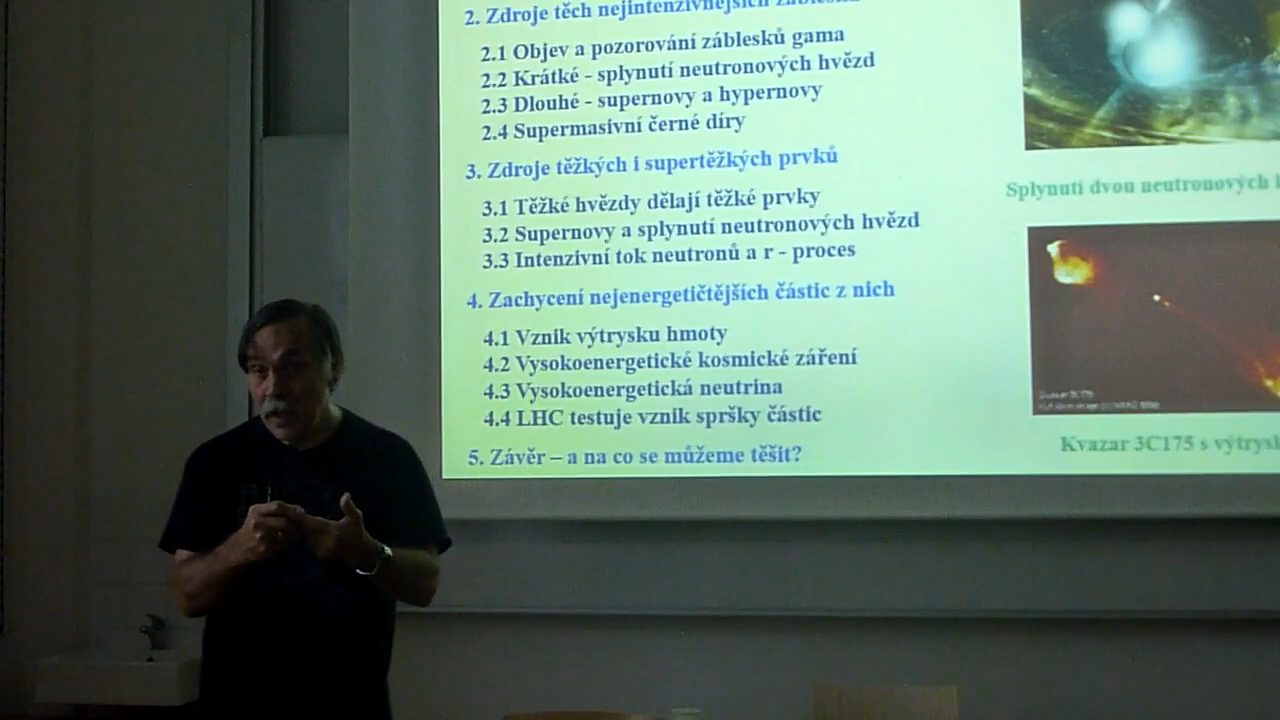 2. Zdroje těch nejintenzivnějších záblesků
2.1 Objev a pozorování záblesků gama
2.2 Krátké - splynutí neutronových hvězd
2.3 Dlouhé - supernovy a hypernovy
2.4 Supermasivní černé díry
3. Zdroje těžkých i supertěžkých prvků
3.1 Těžké hvězdy dělají těžké prvky
3.2 Supernovy a splynutí neutronových hvězd
3.3 Intenzivní tok neutronů a r - proces
4. Zachycení nejenergetičtějších částic z nich
4.1 Vznik výtrysku hmoty
4.2 Vysokoenergetické kosmické záření
4.3 Vysokoenergetická neutrina
4.4 LHC testuje vznik spršky částic
5. Závěr – a na co se můžeme těšit?
Splynutí dvou neutronových
Kvazar 3C175 s výtrysk